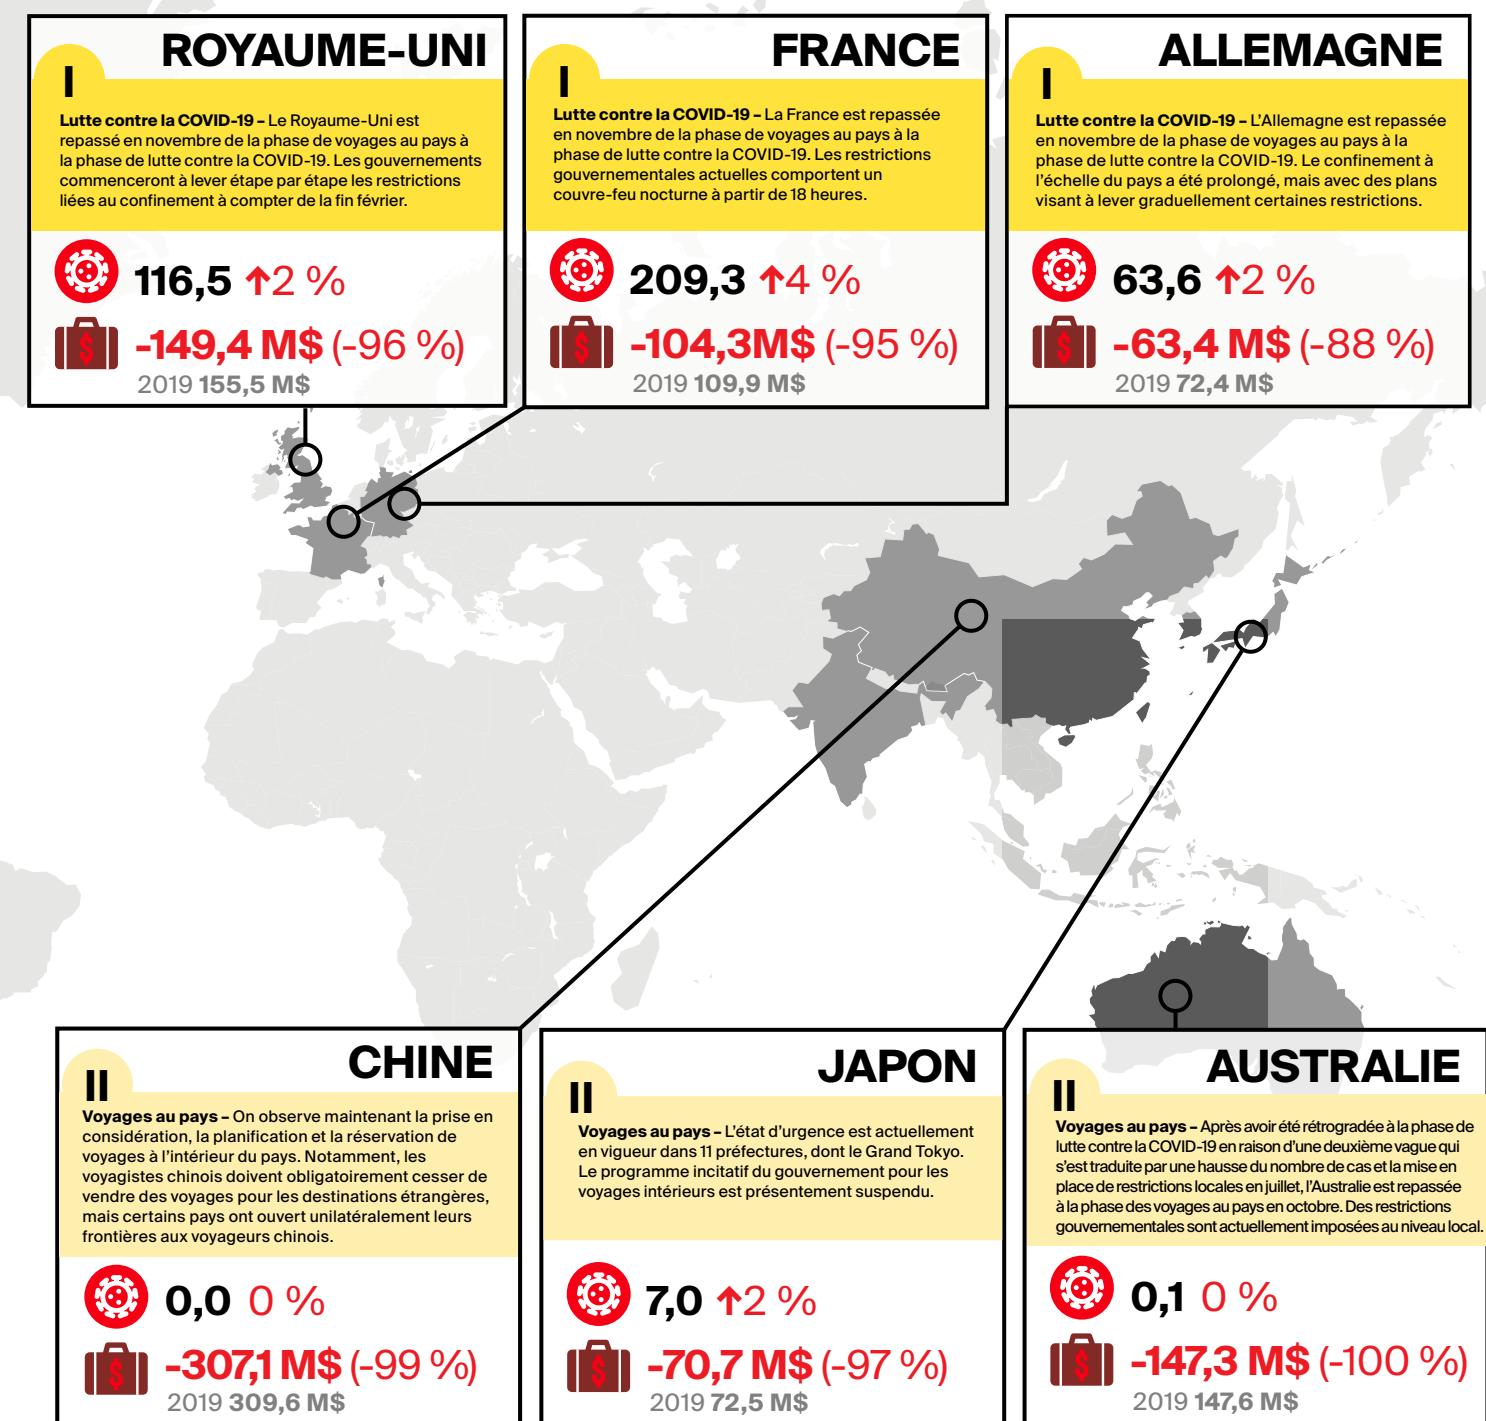 ROYAUME-UNI
I
Lutte contre la COVID-19 – Le Royaume-Uni est
repassé en novembre de la phase de voyages au pays à
la phase de lutte contre la COVID-19. Les gouvernements
commenceront à lever étape par étape les restrictions
liées au confinement à compter de la fin février.
116,5 ↑2 %
-149,4 M$ (-96 %)
2019 155,5 M$
FRANCE
I
Lutte contre la COVID-19 – La France est repassée
en novembre de la phase de voyages au pays à la
phase de lutte contre la COVID-19. Les restrictions
gouvernementales actuelles comportent un
couvre-feu nocturne à partir de 18 heures.
209,3 ↑4 %
$
-104,3M$ (-95 %)
2019 109,9 M$
ALLEMAGNE
I
Lutte contre la COVID-19 – L'Allemagne est repassée
en novembre de la phase de voyages au pays à la
phase de lutte contre la COVID-19. Le confinement à
l'échelle du pays a été prolongé, mais avec des plans
visant à lever graduellement certaines restrictions.
63,6 ↑2 %
$
-63,4 M$ (-88 %)
2019 72,4 M$
CHINE
II
Voyages au pays – On observe maintenant la prise en
considération, la planification et la réservation de
voyages à l'intérieur du pays. Notamment, les
voyagistes chinois doivent obligatoirement cesser de
vendre des voyages pour les destinations étrangères,
mais certains pays ont ouvert unilatéralement leurs
frontières aux voyageurs chinois.
0,0 0 %
$
-307,1 M$ (-99 %)
2019 309,6 M$
JAPON
II
Voyages au pays – L'état d'urgence est actuellement
en vigueur dans 11 préfectures, dont le Grand Tokyo.
Le programme incitatif du gouvernement pour les
voyages intérieurs est présentement suspendu.
7,0 ↑2 %
$
-70,7 M$ (-97 %)
2019 72,5 M$
AUSTRALIE
II
Voyages au pays – Après avoir été rétrogradée à la phase de
lutte contre la COVID-19 en raison d'une deuxième vague qui
s'est traduite par une hausse du nombre de cas et la mise en
place de restrictions locales en juillet, l'Australie est repassée
à la phase des voyages au pays en octobre. Des restrictions
gouvernementales sont actuellement imposées au niveau local.
0,1 0 %
$
-147,3 M$ (-100 %)
2019 147,6 M$